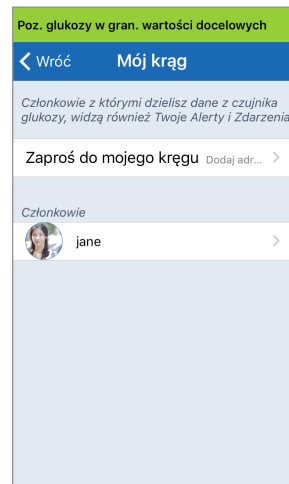 Poz. glukozy w gran. wartości docelowych
Wróć
Mój krąg
Członkowie z którymi dzielisz dane z czujnika
glukozy, widzą również Twoje Alerty i Zdarzenia
Zaproś do mojego kręgu Dodaj adr...
Członkowie
jane